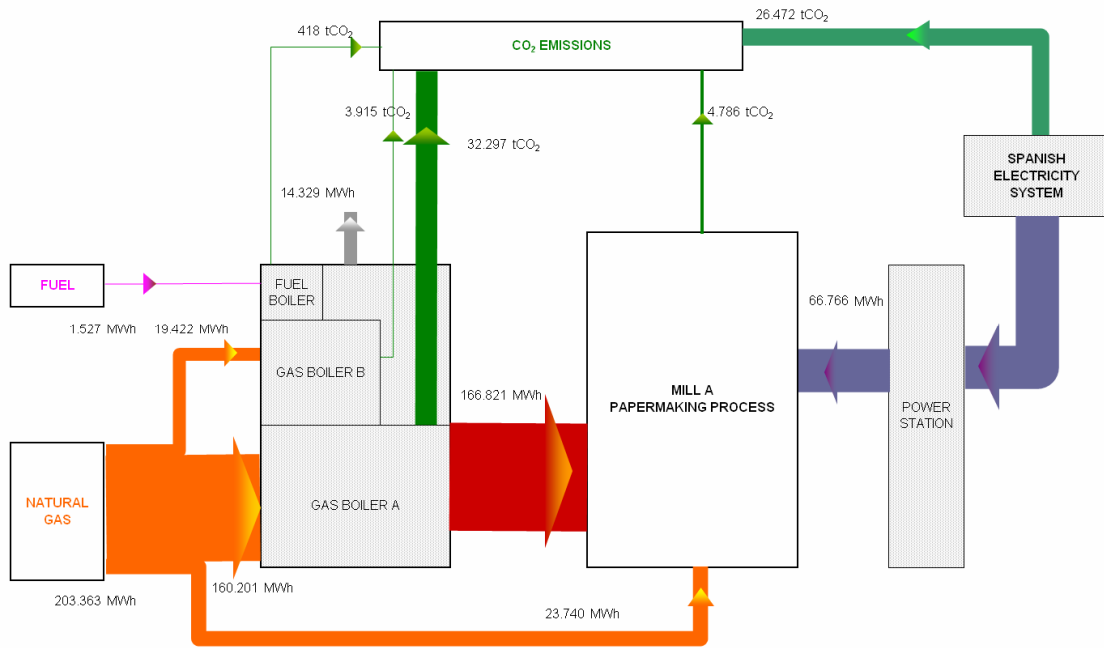 26.472 tCO₂
418 tCO₂
CO₂ EMISSIONS
3.915 tCO₂
4.786 tCO₂
32.297 tCO₂
SPANISH
ELECTRICITY
SYSTEM
14.329 MWh
FUEL
FUEL
BOILER
66.766 MWh
1.527 MWh
19.422 MWh
GAS BOILER B
MILL A
PAPERMAKING PROCESS
166.821 MWh
POWER
STATION
NATURAL
GAS
GAS BOILER A
160.201 MWh
203.363 MWh
23.740 MWh